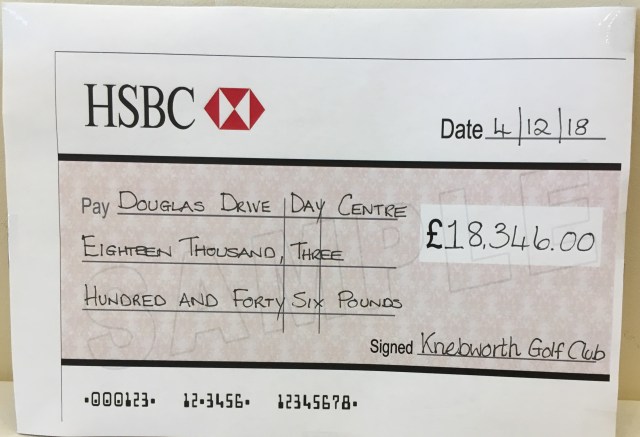 HSBC
Date 4/12/18
Pay DOUGLAS DRIVE DAY CENTRE
£18,346.00
EIGHTEEN THOUSAND, THREE
HUNDRED AND FORTY SIX POUNDS
SAMPLE
Signed Knebworth Golf Club
·000123· 12·3456· 12345678·